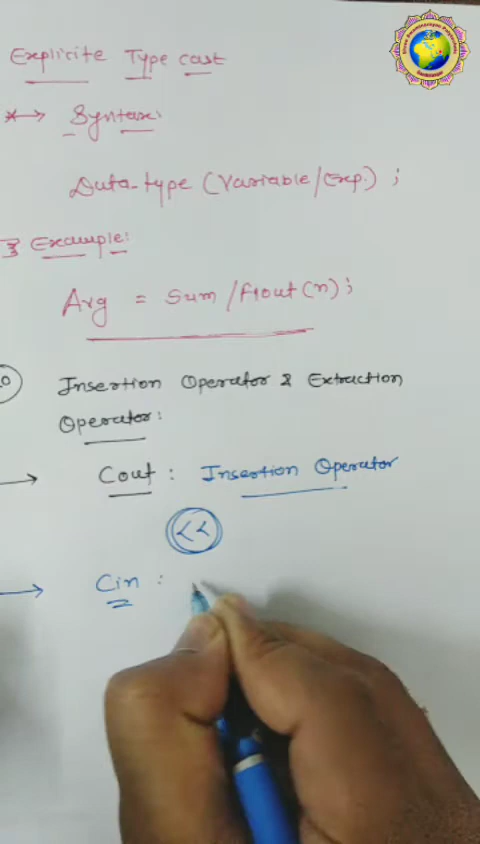 Explicite Type cast
* → Syntax:
Data-type (Variable/Exp.) ;
Example:
Avg = Sum / float(n);
Insertion Operator & Extraction
Operator:
→ Cout : Insertion Operator
<<
→ Cin :